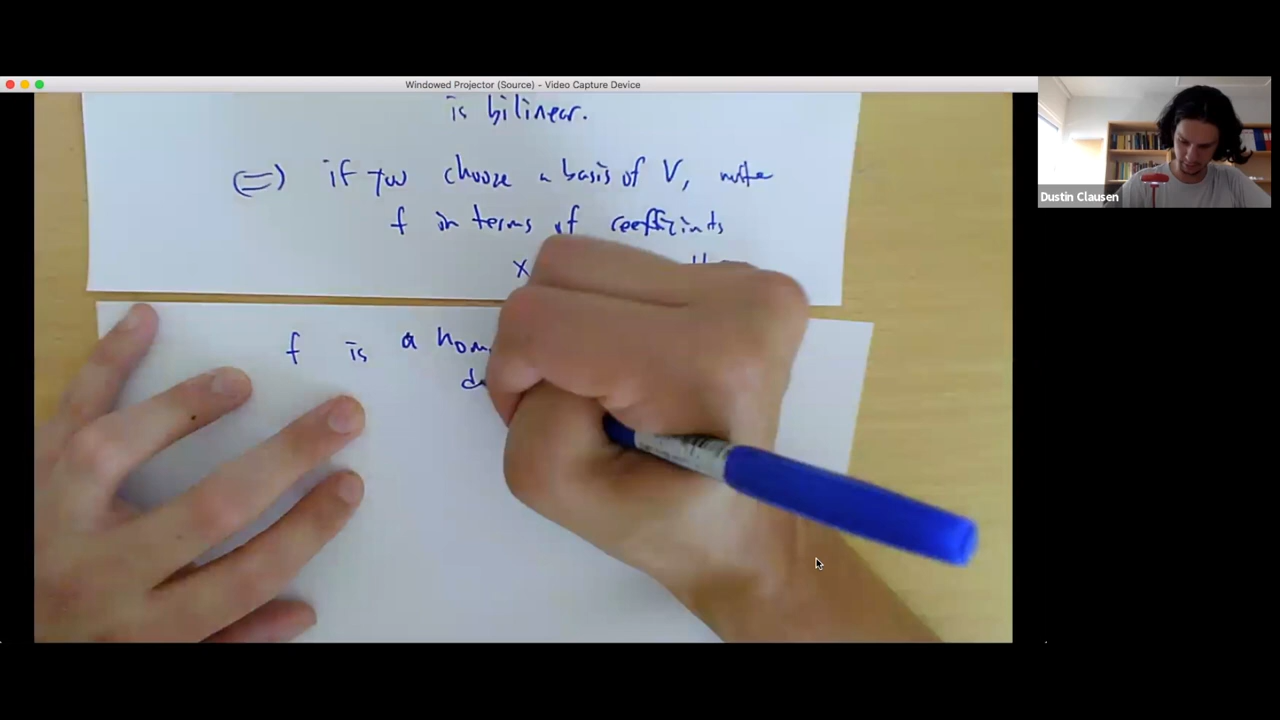 Windowed Projector (Source) - Video Capture Device
is bilinear.
(=) if you choose a basis of V, write
f in terms of coefficients
x
Dustin Clausen
f is a hom